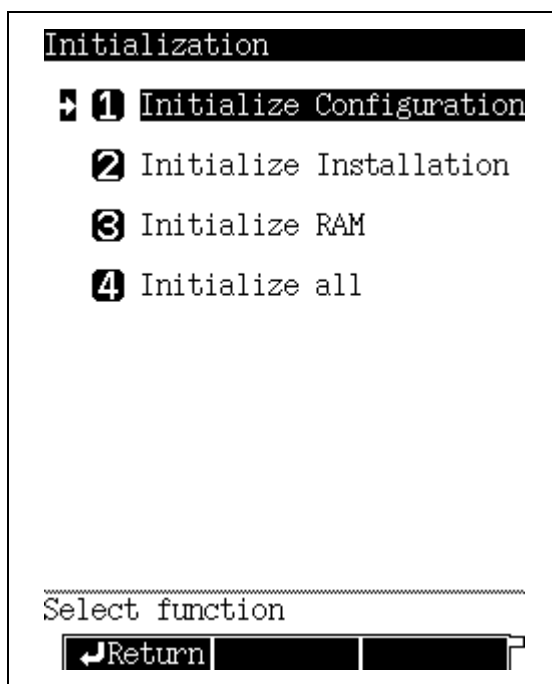 Initialization
→ 1 Initialize Configuration
2 Initialize Installation
3 Initialize RAM
4 Initialize all
Select function
↵Return